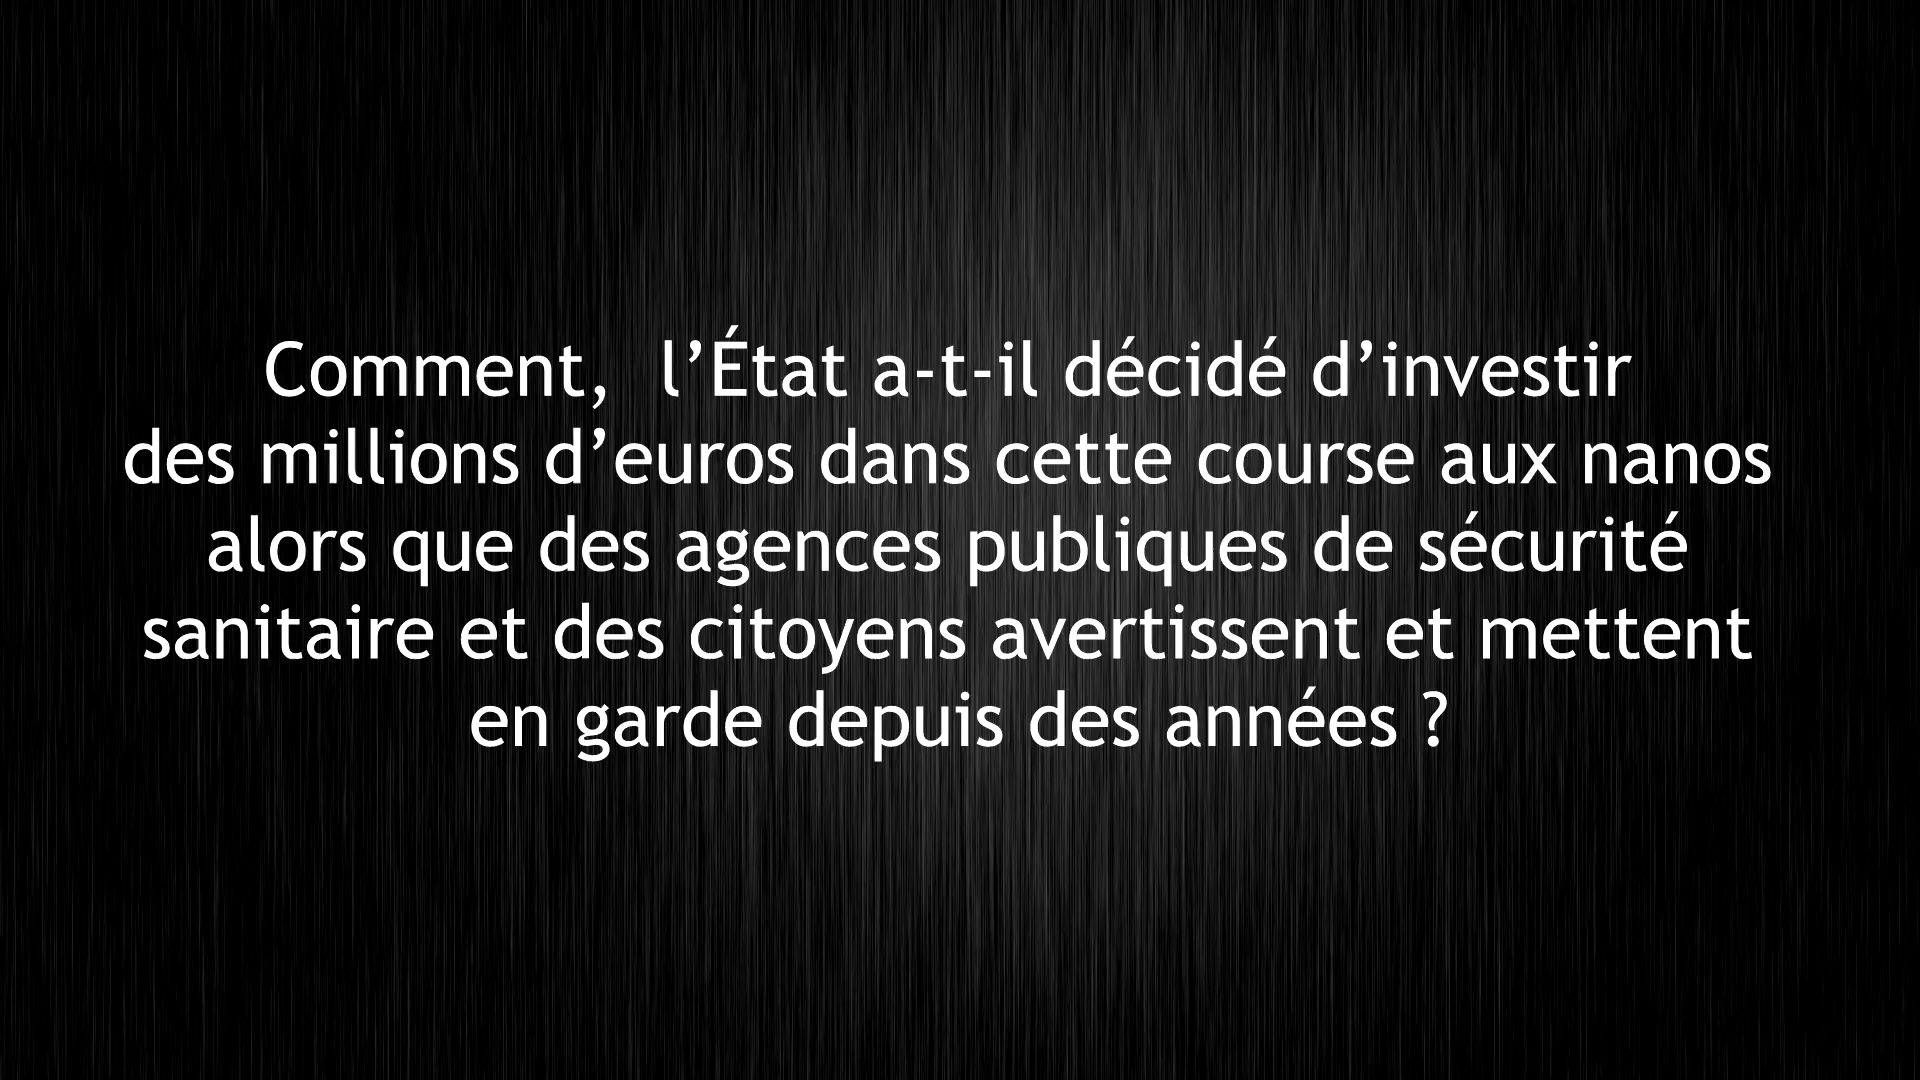 Comment,  l’État a-t-il décidé d’investir
des millions d’euros dans cette course aux nanos
alors que des agences publiques de sécurité
sanitaire et des citoyens avertissent et mettent
en garde depuis des années ?